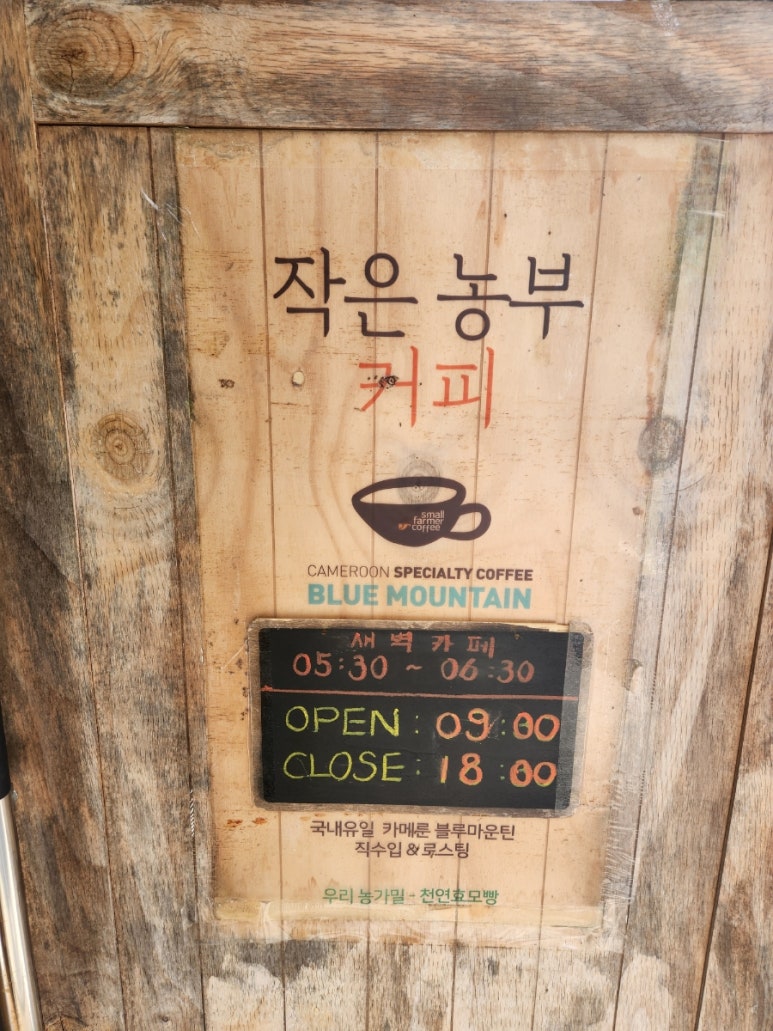 작은 농부
커피
small
farmer
coffee
CAMEROON SPECIALTY COFFEE
BLUE MOUNTAIN
새벽 카페
05:30 ~ 06:30
OPEN : 09:00
CLOSE : 18:00
국내유일 카메룬 블루마운틴
직수입 & 로스팅
우리 농가밀 - 천연효모빵